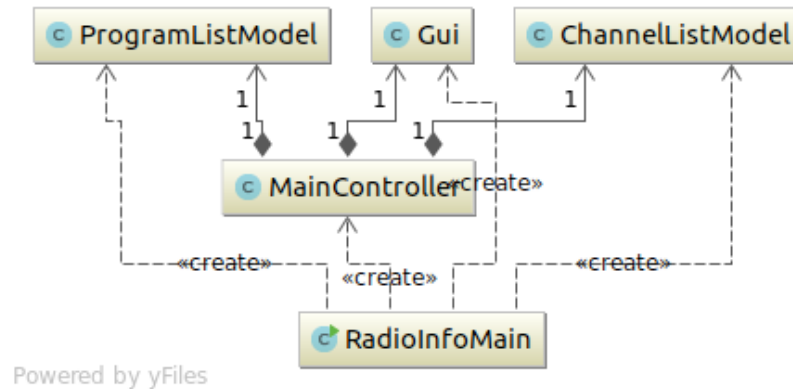 C ProgramListModel
C Gui
C ChannelListModel
1
1
1
1
1
1
C MainController
«create»
«create»
«create»
«create»
C RadioInfoMain
Powered by yFiles